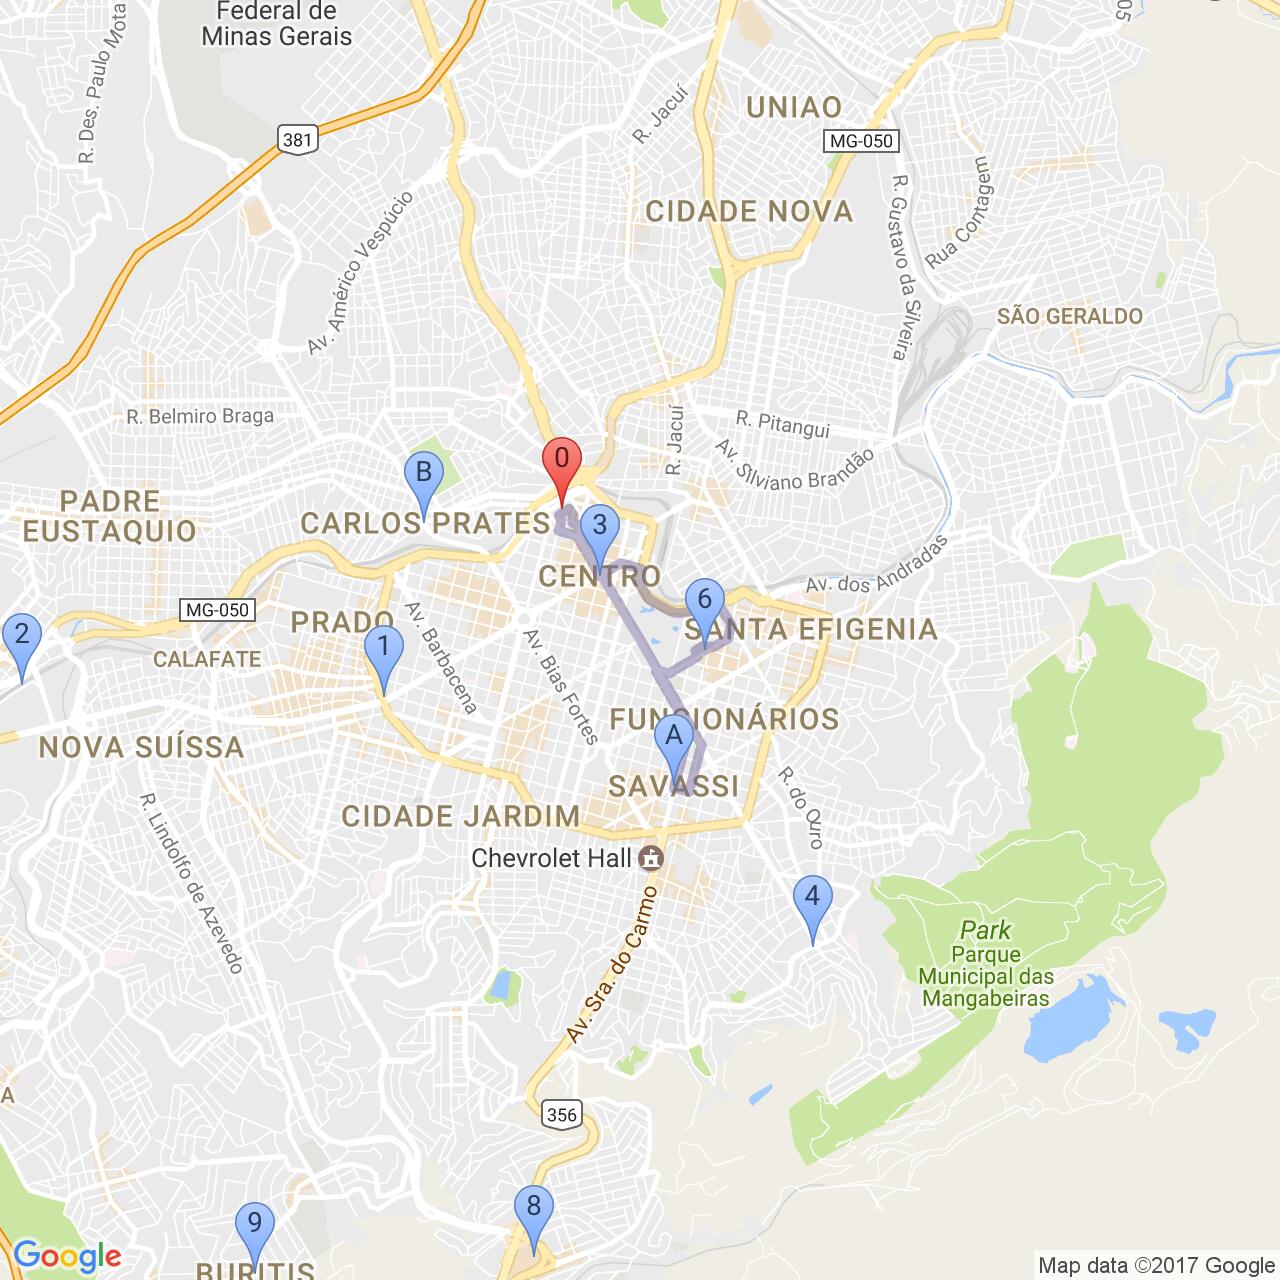 Federal de
Minas Gerais
R. Des. Paulo Mota
381
R. Jacuí
UNIAO
MG-050
05
CIDADE NOVA
R. Gustavo da Silveira
Rua Contagem
Av. Américo Vespúcio
SÃO GERALDO
R. Belmiro Braga
R. Jacuí
R. Pitangui
Av. Silviano Brandão
0
B
PADRE
EUSTAQUIO
CARLOS PRATES
3
CENTRO
Av. dos Andradas
MG-050
PRADO
Av. Barbacena
6
SANTA EFIGENIA
2
1
CALAFATE
Av. Bias Fortes
FUNCIONÁRIOS
NOVA SUÍSSA
A
SAVASSI
R. do Ouro
CIDADE JARDIM
R. Lindolfo de Azevedo
Chevrolet Hall
4
Av. Sra. do Carmo
Park
Parque
Municipal das
Mangabeiras
A
356
8
9
BURITIS
Google
Map data ©2017 Google